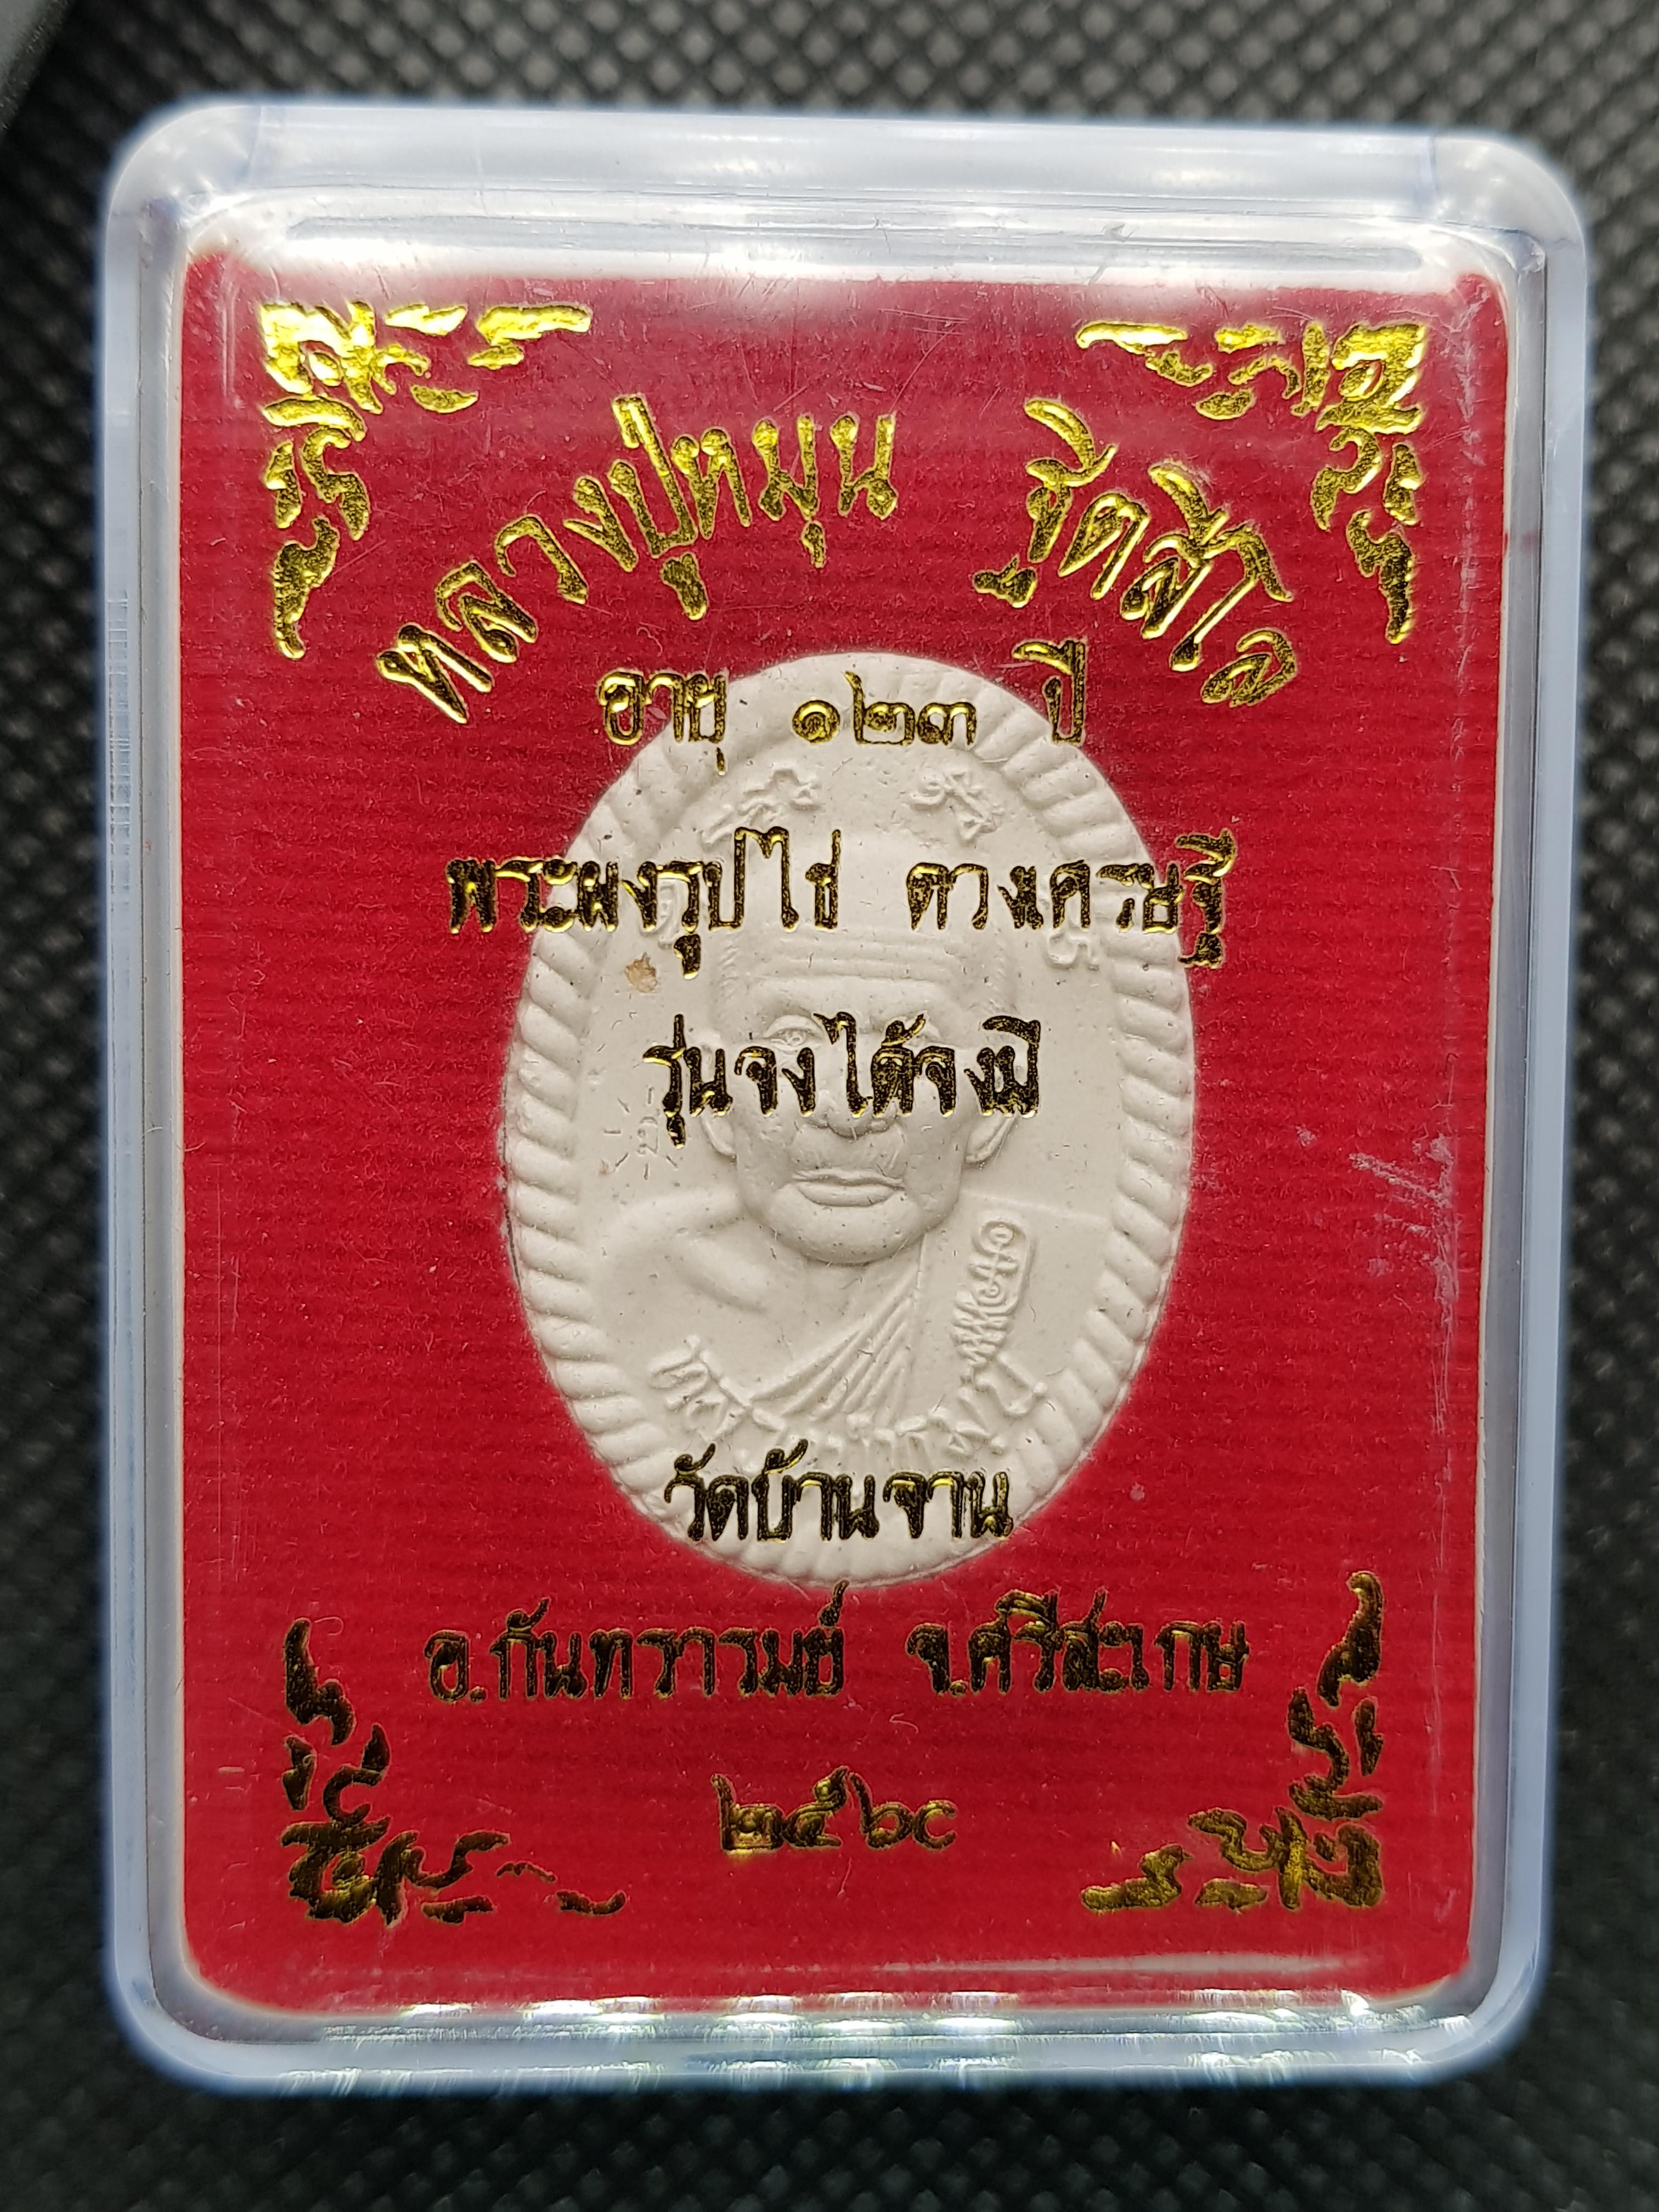 หลวงปู่หมุน ฐิตสีโล
อายุ ๑๒๓ ปี
พระผงรูปไข่ ดวงเศรษฐี
รุ่นจงได้จงมี
วัดบ้านจาน
อ.กันทรารมย์ จ.ศรีสะเกษ
๒๕๖๐